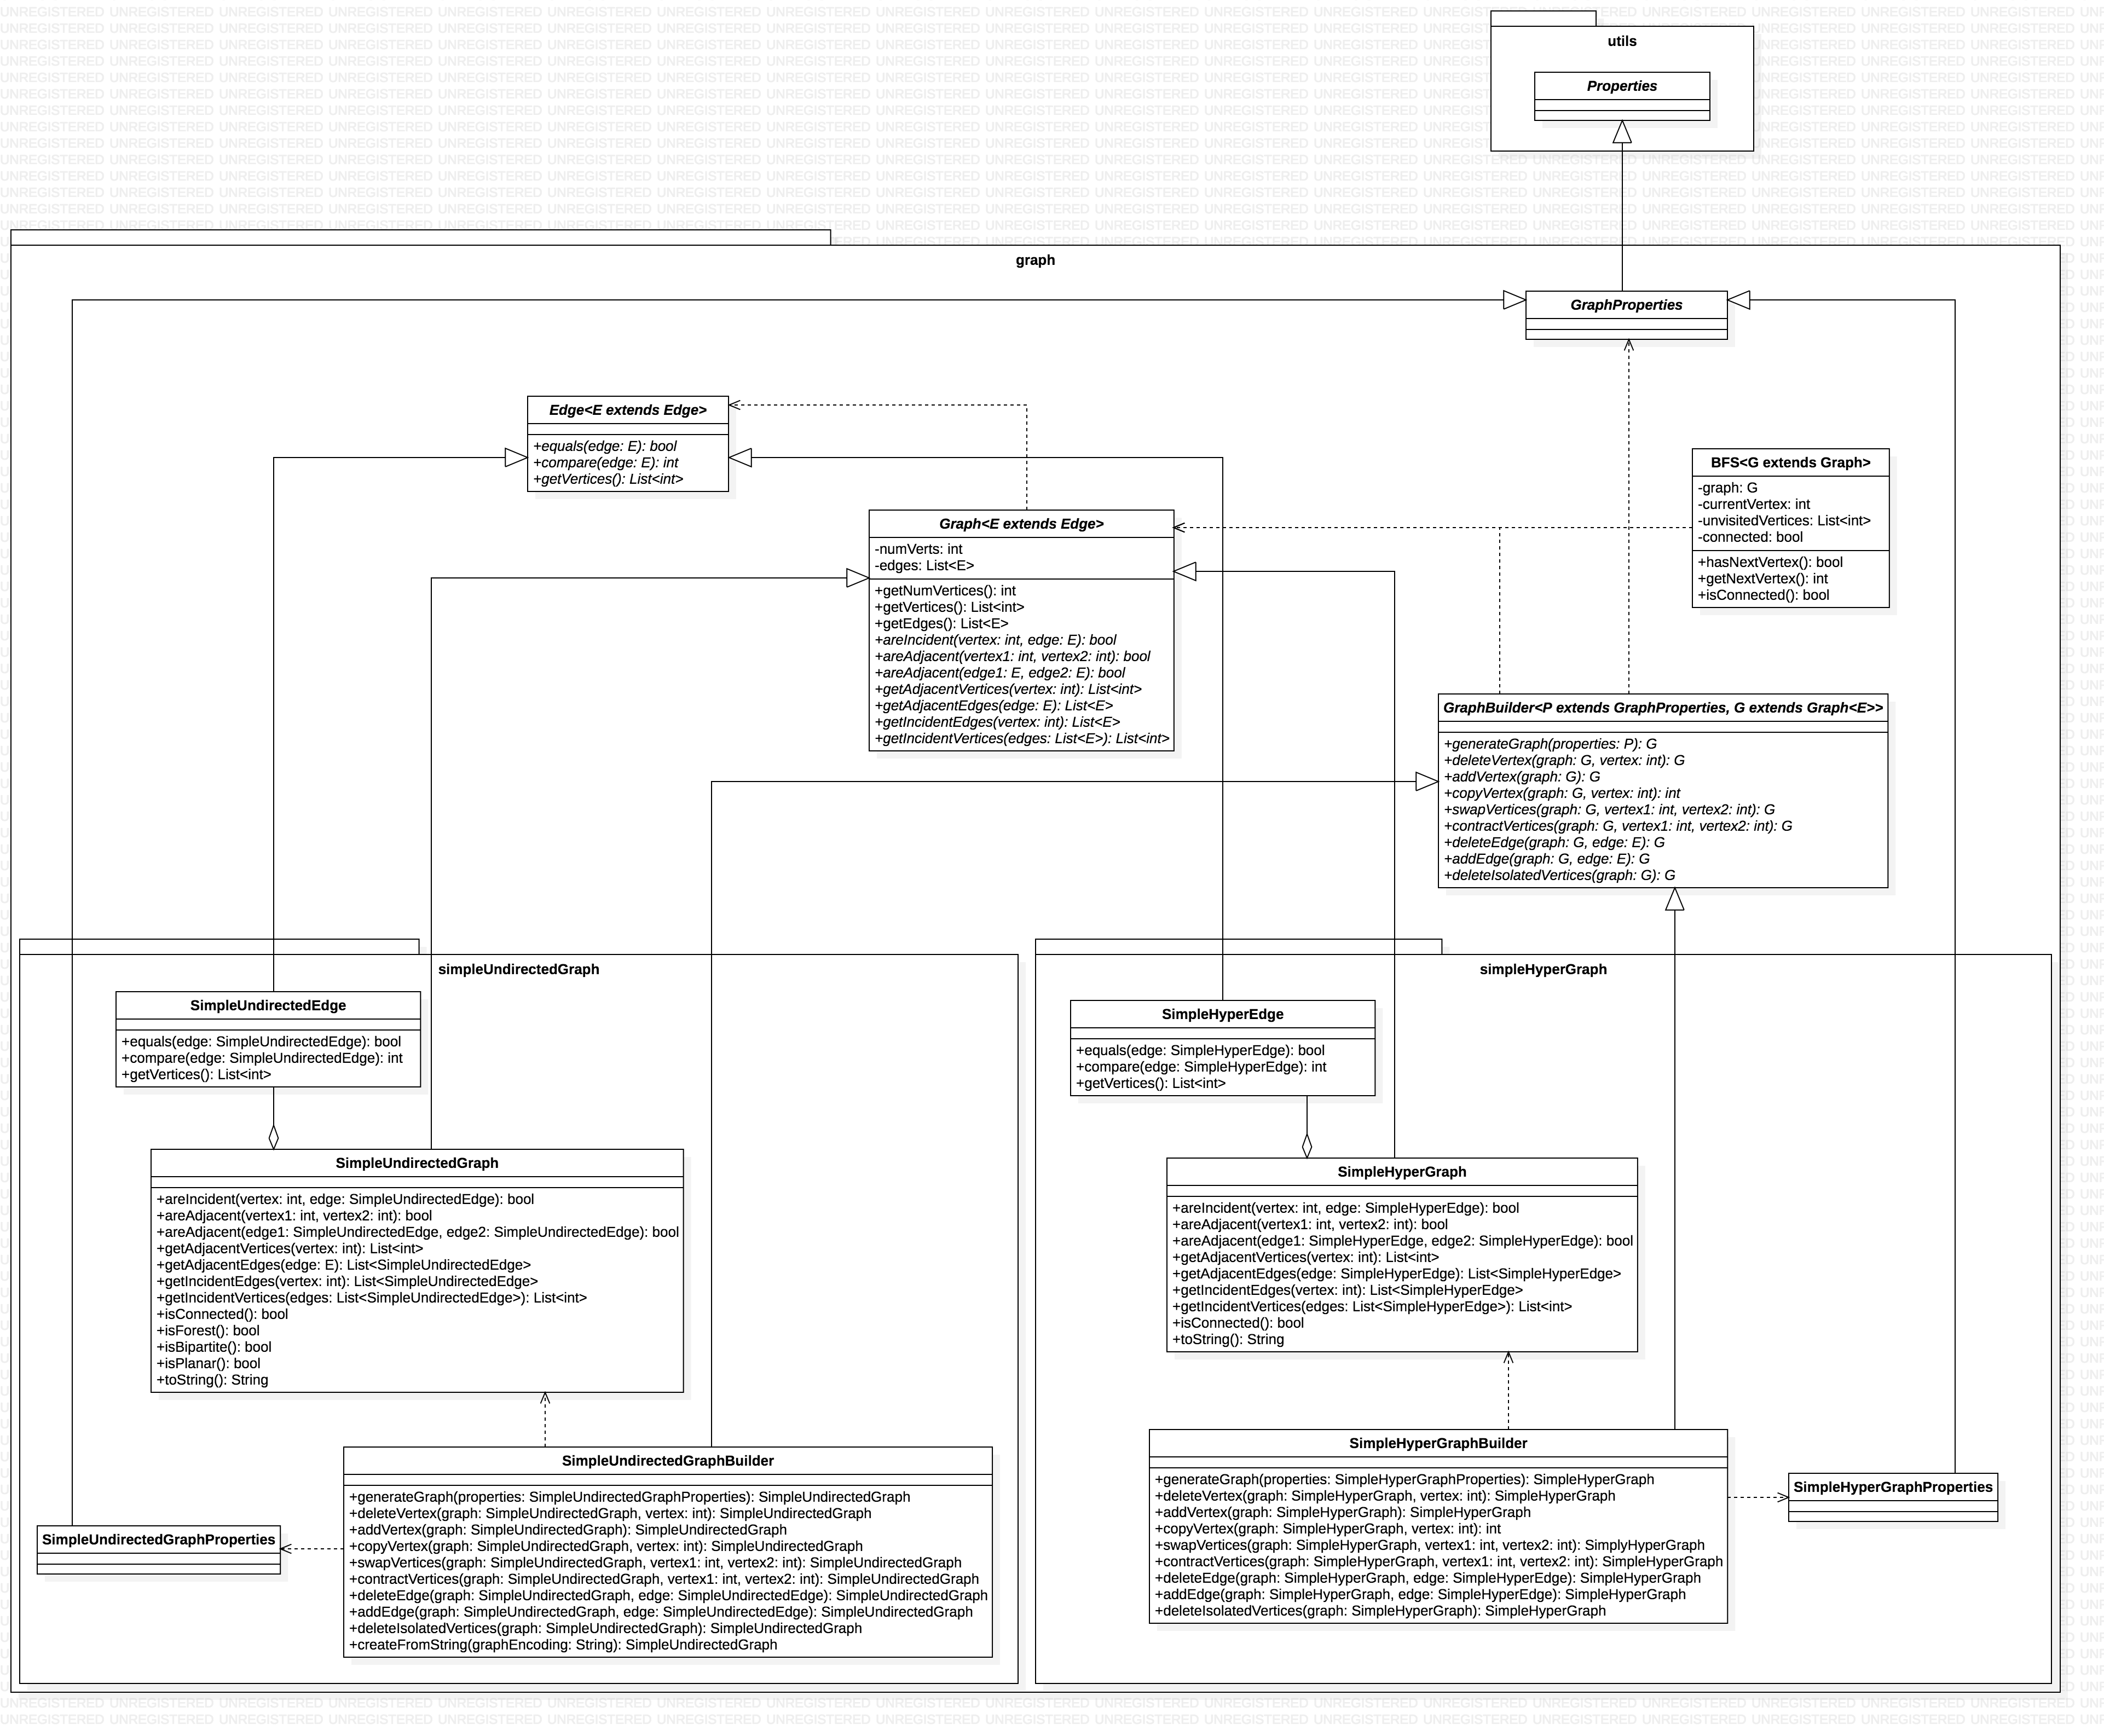 utils
Properties
graph
GraphProperties
Edge<E extends Edge>
+equals(edge: E): bool
+compare(edge: E): int
+getVertices(): List<int>
BFS<G extends Graph>
-graph: G
-currentVertex: int
-unvisitedVertices: List<int>
-connected: bool
+hasNextVertex(): bool
+getNextVertex(): int
+isConnected(): bool
Graph<E extends Edge>
-numVerts: int
-edges: List<E>
+getNumVertices(): int
+getVertices(): List<int>
+getEdges(): List<E>
+areIncident(vertex: int, edge: E): bool
+areAdjacent(vertex1: int, vertex2: int): bool
+areAdjacent(edge1: E, edge2: E): bool
+getAdjacentVertices(vertex: int): List<int>
+getAdjecentEdges(edge: E): List<E>
+getIncidentEdges(vertex: int): List<E>
+getIncidentVertices(edges: List<E>): List<int>
GraphBuilder<P extends GraphProperties, G extends Graph<E>>
+generateGraph(properties: P): G
+deleteVertex(graph: G, vertex: int): G
+addVertex(graph: G): G
+copyVertex(graph: G, vertex: int): int
+swapVertices(graph: G, vertex1: int, vertex2: int): G
+contractVertices(graph: G, vertex1: int, vertex2: int): G
+deleteEdge(graph: G, edge: E): G
+addEdge(graph: G, edge: E): G
+deleteIsolatedVertices(graph: G): G
simpleUndirectedGraph
SimpleUndirectedEdge
+equals(edge: SimpleUndirectedEdge): bool
+compare(edge: SimpleUndirectedEdge): int
+getVertices(): List<int>
SimpleUndirectedGraph
+areIncident(vertex: int, edge: SimpleUndirectedEdge): bool
+areAdjacent(vertex1: int, vertex2: int): bool
+areAdjacent(edge1: SimpleUndirectedEdge, edge2: SimpleUndirectedEdge): bool
+getAdjacentVertices(vertex: int): List<int>
+getAdjacentEdges(edge: E): List<SimpleUndirectedEdge>
+getIncidentEdges(vertex: int): List<SimpleUndirectedEdge>
+getIncidentVertices(edges: List<SimpleUndirectedEdge>): List<int>
+isConnected(): bool
+isForest(): bool
+isBipartite(): bool
+isPlanar(): bool
+toString(): String
SimpleUndirectedGraphBuilder
+generateGraph(properties: SimpleUndirectedGraphProperties): SimpleUndirectedGraph
+deleteVertex(graph: SimpleUndirectedGraph, vertex: int): SimpleUndirectedGraph
+addVertex(graph: SimpleUndirectedGraph): SimpleUndirectedGraph
+copyVertex(graph: SimpleUndirectedGraph, vertex: int): SimpleUndirectedGraph
+swapVertices(graph: SimpleUndirectedGraph, vertex1: int, vertex2: int): SimpleUndirectedGraph
+contractVertices(graph: SimpleUndirectedGraph, vertex1: int, vertex2: int): SimpleUndirectedGraph
+deleteEdge(graph: SimpleUndirectedGraph, edge: SimpleUndirectedEdge): SimpleUndirectedGraph
+addEdge(graph: SimpleUndirectedGraph, edge: SimpleUndirectedEdge): SimpleUndirectedGraph
+deleteIsolatedVertices(graph: SimpleUndirectedGraph): SimpleUndirectedGraph
+createFromString(graphEncoding: String): SimpleUndirectedGraph
SimpleUndirectedGraphProperties
simpleHyperGraph
SimpleHyperEdge
+equals(edge: SimpleHyperEdge): bool
+compare(edge: SimpleHyperEdge): int
+getVertices(): List<int>
SimpleHyperGraph
+areIncident(vertex: int, edge: SimpleHyperEdge): bool
+areAdjacent(vertex1: int, vertex2: int): bool
+areAdjacent(edge1: SimpleHyperEdge, edge2: SimpleHyperEdge): bool
+getAdjacentVertices(vertex: int): List<int>
+getAdjacentEdges(edge: SimpleHyperEdge): List<SimpleHyperEdge>
+getIncidentEdges(vertex: int): List<SimpleHyperEdge>
+getIncidentVertices(edges: List<SimpleHyperEdge>): List<int>
+isConnected(): bool
+toString(): String
SimpleHyperGraphBuilder
+generateGraph(properties: SimpleHyperGraphProperties): SimpleHyperGraph
+deleteVertex(graph: SimpleHyperGraph, vertex: int): SimpleHyperGraph
+addVertex(graph: SimpleHyperGraph): SimpleHyperGraph
+copyVertex(graph: SimpleHyperGraph, vertex: int): int
+swapVertices(graph: SimpleHyperGraph, vertex1: int, vertex2: int): SimplyHyperGraph
+contractVertices(graph: SimpleHyperGraph, vertex1: int, vertex2: int): SimpleHyperGraph
+deleteEdge(graph: SimpleHyperGraph, edge: SimpleHyperEdge): SimpleHyperGraph
+addEdge(graph: SimpleHyperGraph, edge: SimpleHyperEdge): SimpleHyperGraph
+deleteIsolatedVertices(graph: SimpleHyperGraph): SimpleHyperGraph
SimpleHyperGraphProperties